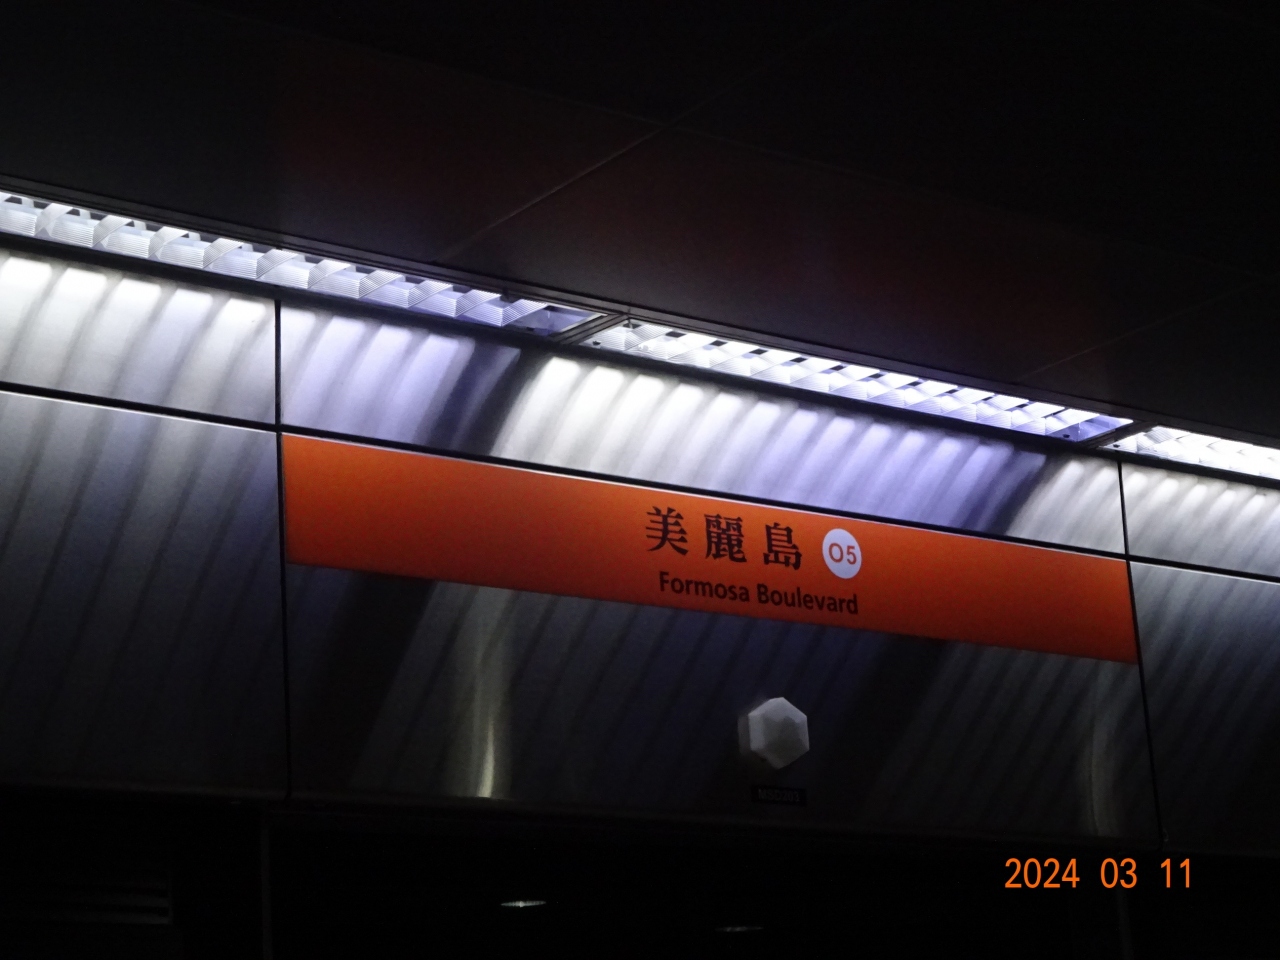 美麗島 O5
Formosa Boulevard
2024 03 11